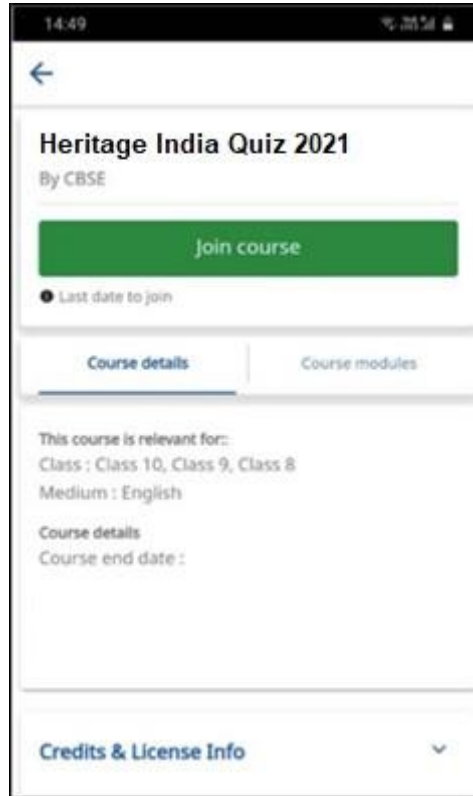 14:49
Heritage India Quiz 2021
By CBSE
Join course
Last date to join
Course details
Course modules
This course is relevant for::
Class : Class 10, Class 9, Class 8
Medium : English
Course details
Course end date :
Credits & License Info